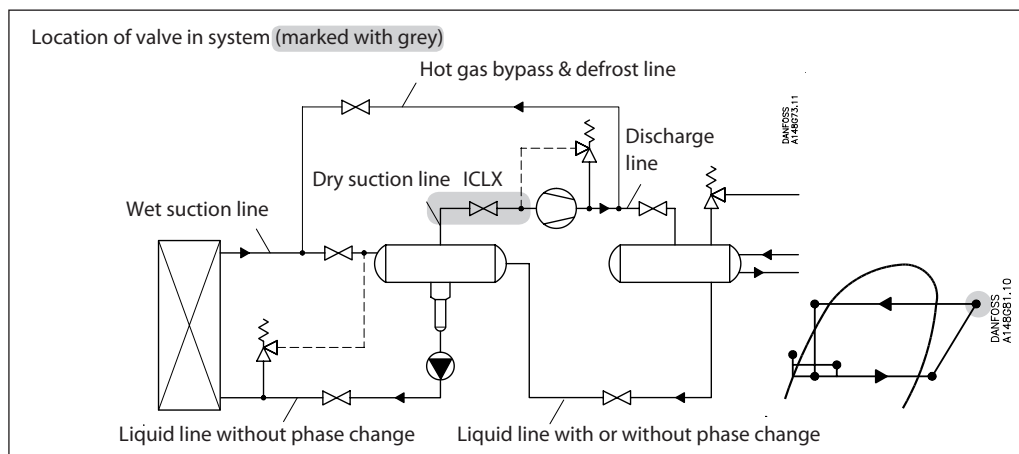 Location of valve in system (marked with grey)
Hot gas bypass & defrost line
DANFOSS
A148G73.11
Discharge
line
Dry suction line ICLX
Wet suction line
DANFOSS
A148G81.10
Liquid line without phase change
Liquid line with or without phase change